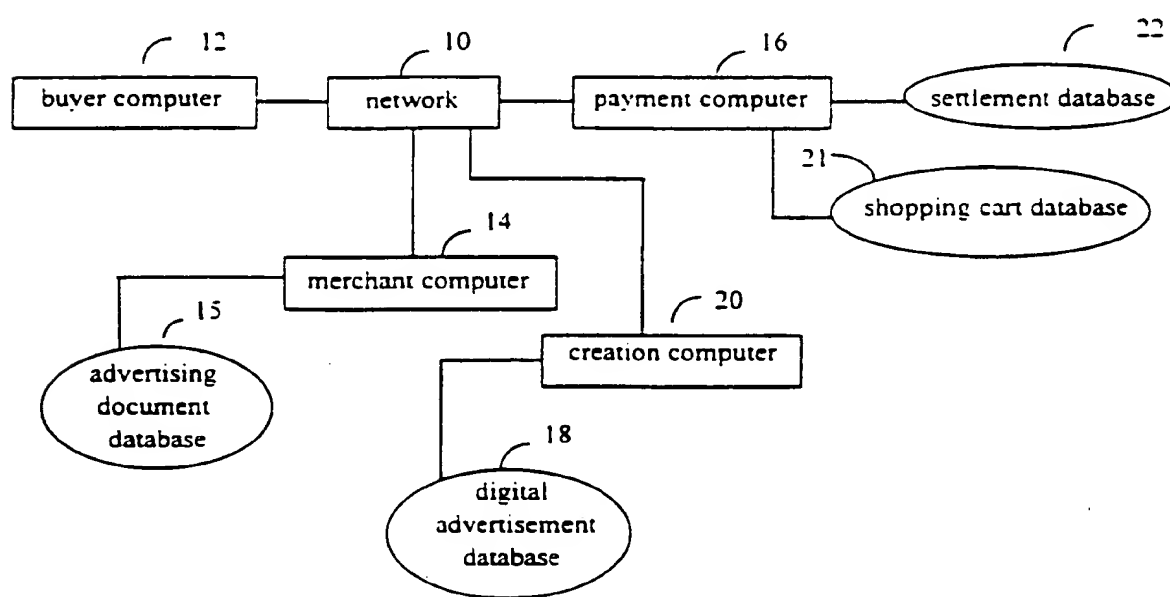 12
10
16
22
buyer computer
network
payment computer
settlement database
21
shopping cart database
14
merchant computer
15
20
creation computer
advertising
document
database
18
digital
advertisement
database